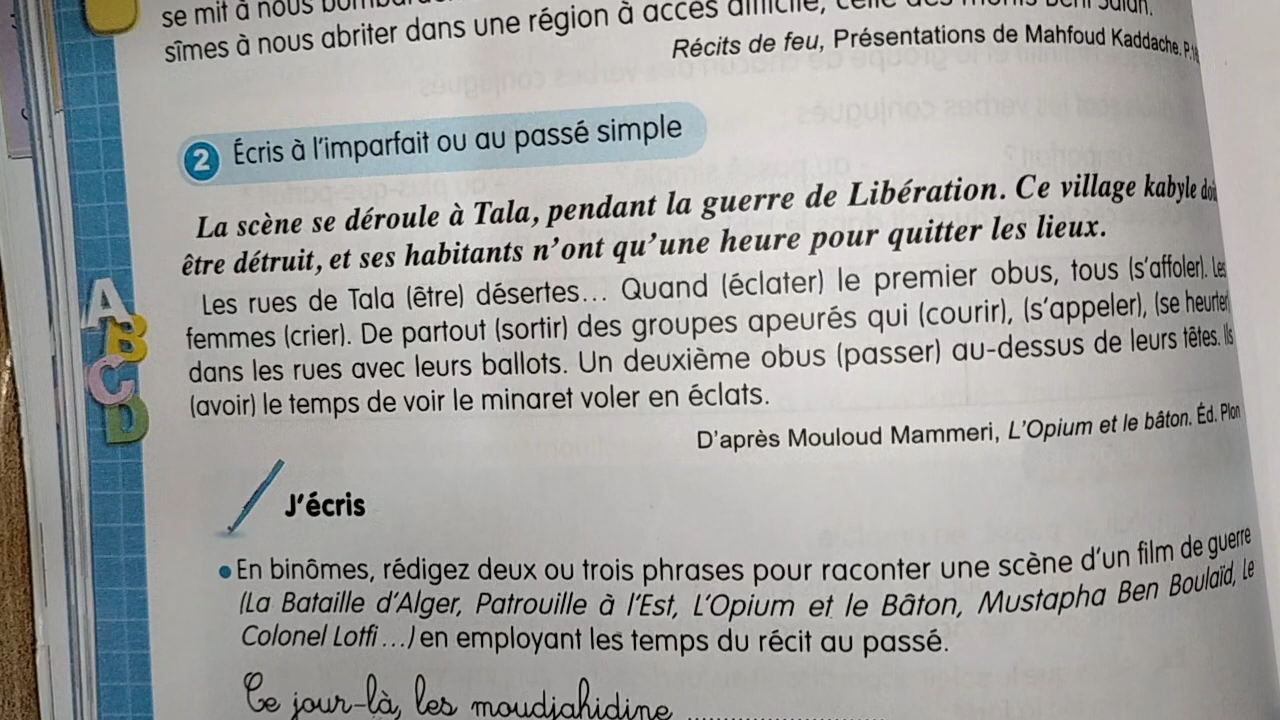 se mit à nous
sîmes à nous abriter dans une région à accès difficile,
Récits de feu, Présentations de Mahfoud Kaddache, P.
2 Écris à l'imparfait ou au passé simple
La scène se déroule à Tala, pendant la guerre de Libération. Ce village kabyle
être détruit, et ses habitants n'ont qu'une heure pour quitter les lieux.
Les rues de Tala (être) désertes... Quand (éclater) le premier obus, tous (s'affoler). Les
femmes (crier). De partout (sortir) des groupes apeurés qui (courir), (s'appeler), (se heurter
dans les rues avec leurs ballots. Un deuxième obus (passer) au-dessus de leurs têtes. Ils
(avoir) le temps de voir le minaret voler en éclats.
D'après Mouloud Mammeri, L'Opium et le bâton. Éd. Plon
A
B
C
D
J'écris
• En binômes, rédigez deux ou trois phrases pour raconter une scène d'un film de guerre
(La Bataille d'Alger, Patrouille à l'Est, L'Opium et le Bâton, Mustapha Ben Boulaïd, Le
Colonel Lotfi...) en employant les temps du récit au passé.
Ce jour-là, les moudjahidine ....................